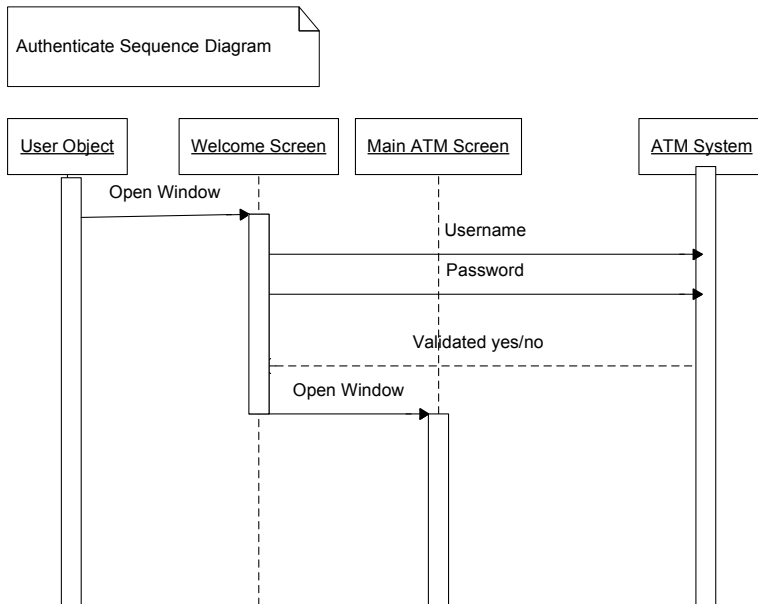 Authenticate Sequence Diagram
User Object
Welcome Screen
Main ATM Screen
ATM System
Open Window
Username
Password
Validated yes/no
Open Window